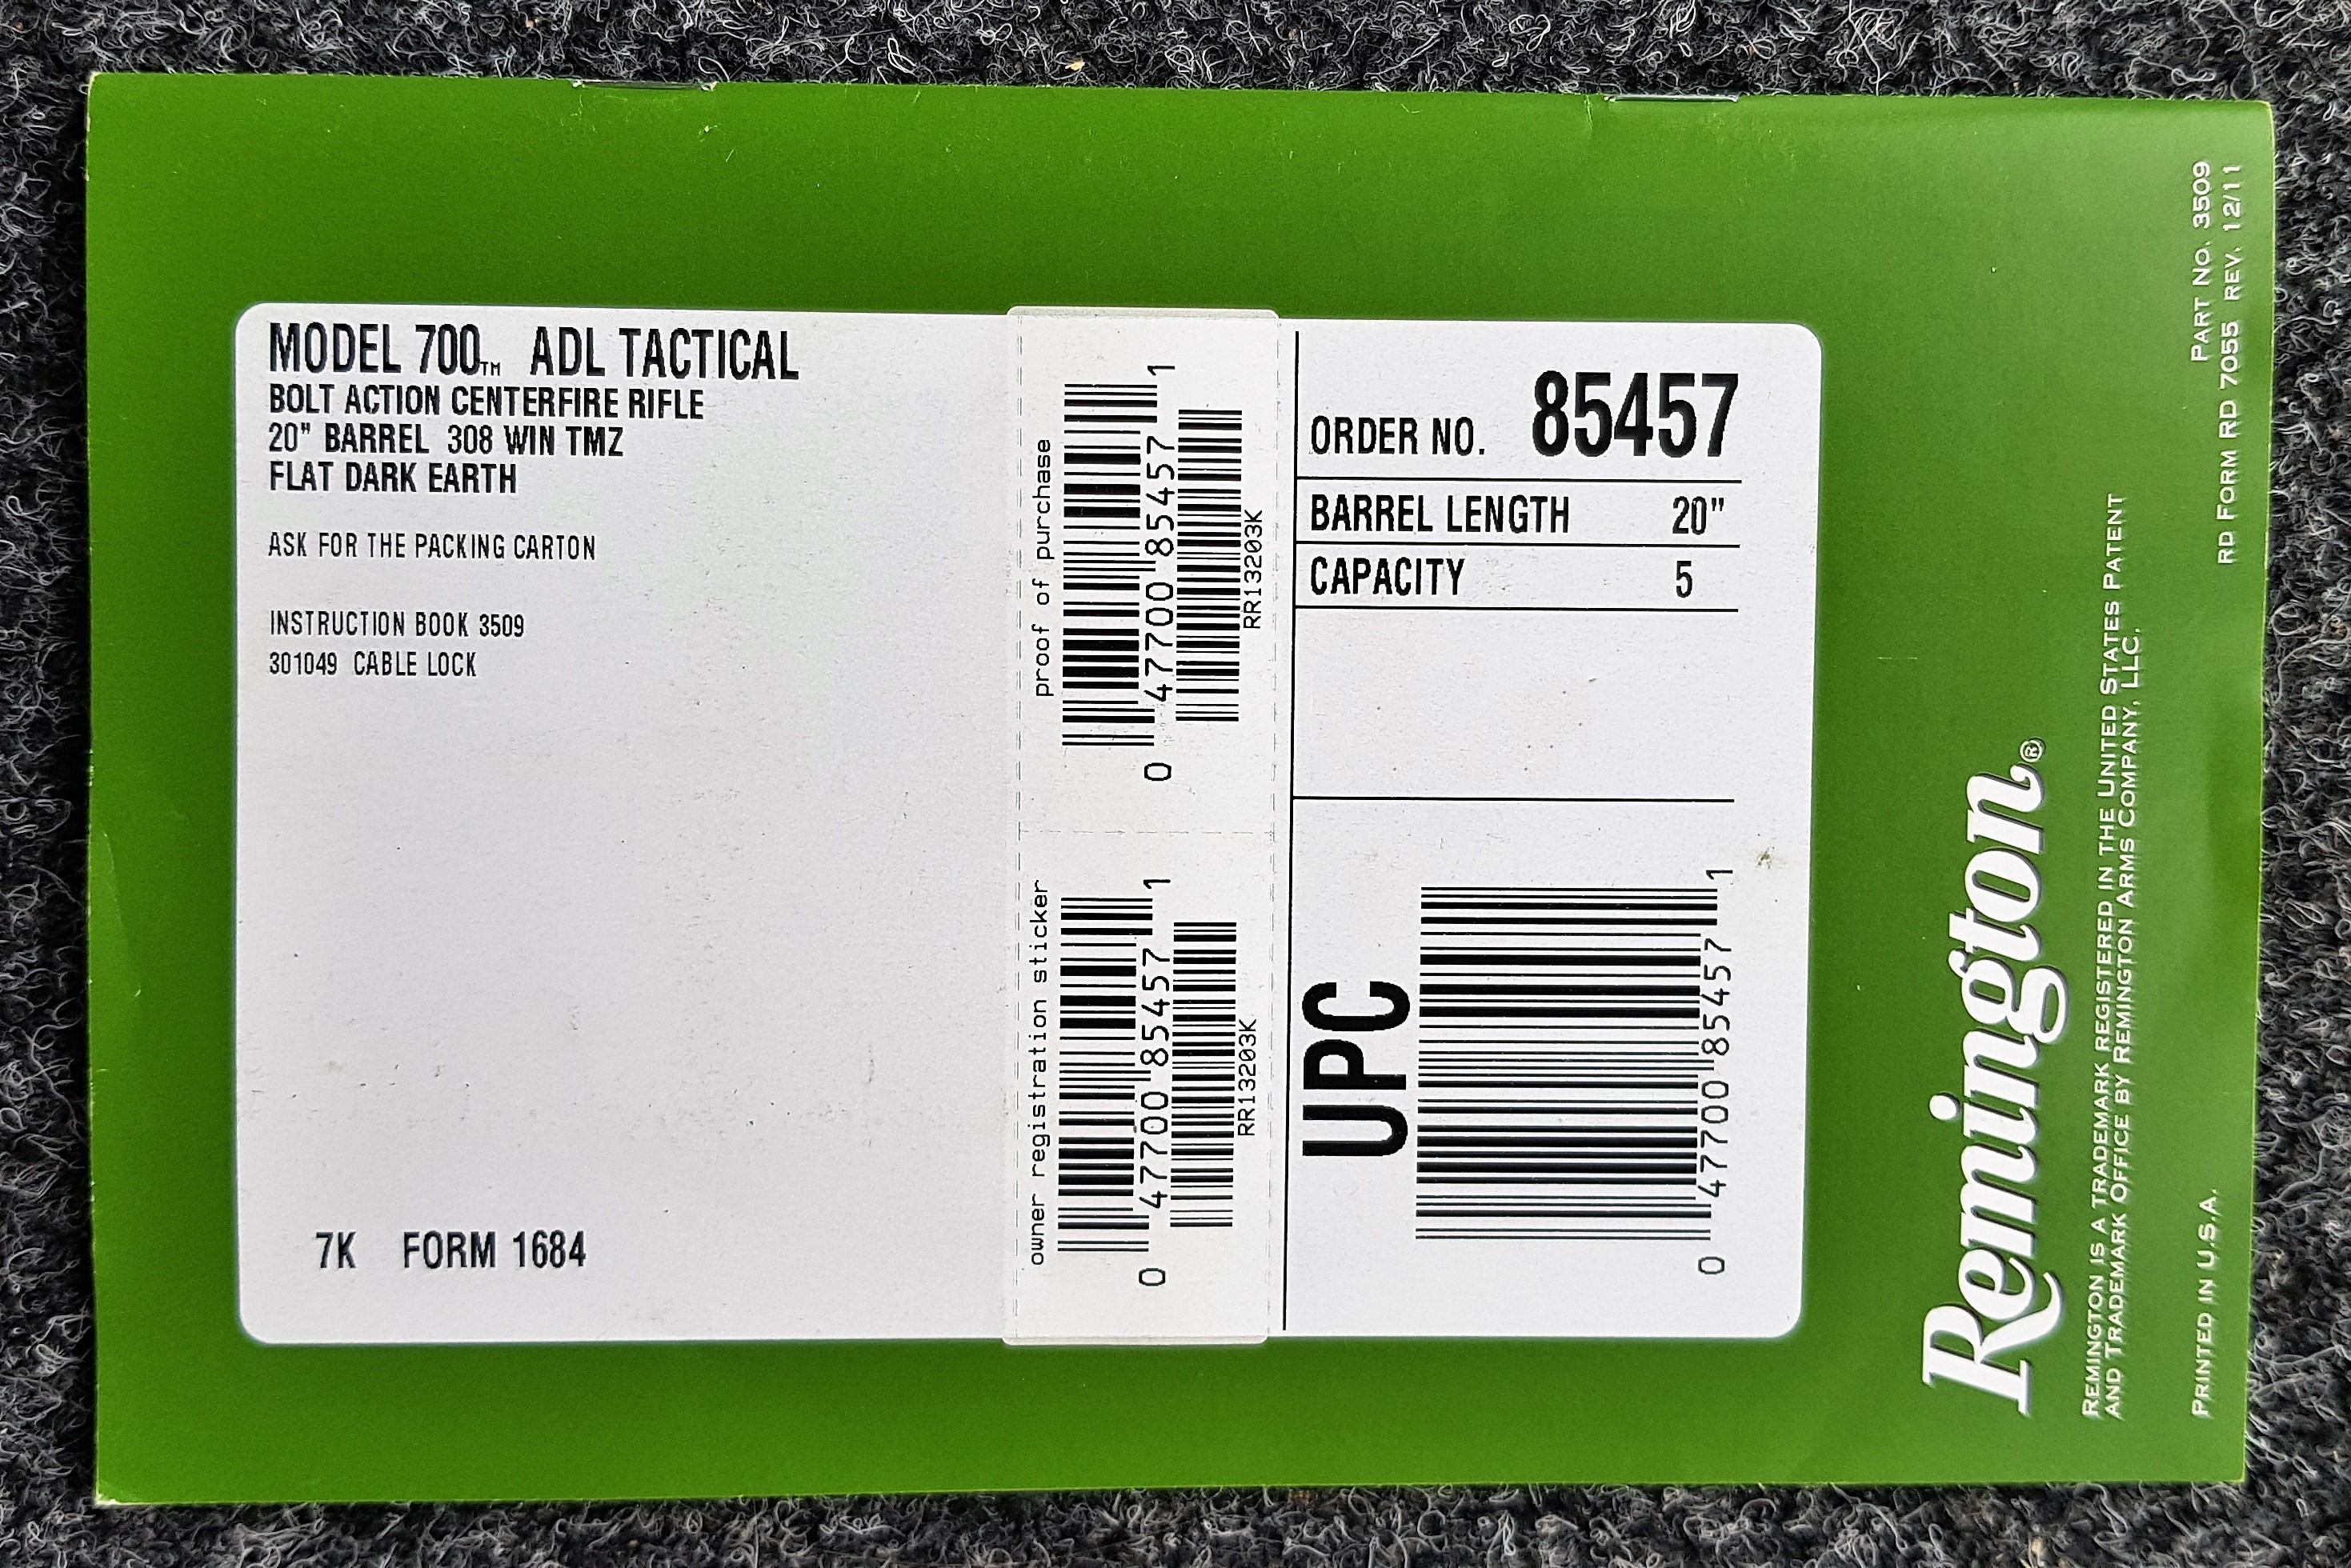 MODEL 700™ ADL TACTICAL
BOLT ACTION CENTERFIRE RIFLE
20" BARREL 308 WIN TMZ
FLAT DARK EARTH
ASK FOR THE PACKING CARTON
INSTRUCTION BOOK 3509
301049 CABLE LOCK
7K FORM 1684
proof of purchase
0 47700 85457 1
RR13203K
owner registration sticker
0 47700 85457 1
RR13203K
ORDER NO. 85457
BARREL LENGTH 20"
CAPACITY 5
UPC
0 47700 85457 1
Remington®
REMINGTON IS A TRADEMARK REGISTERED IN THE UNITED STATES PATENT
AND TRADEMARK OFFICE BY REMINGTON ARMS COMPANY, LLC.
PRINTED IN U.S.A.
PART NO. 3509
RD FORM RD 7055 REV. 12/11